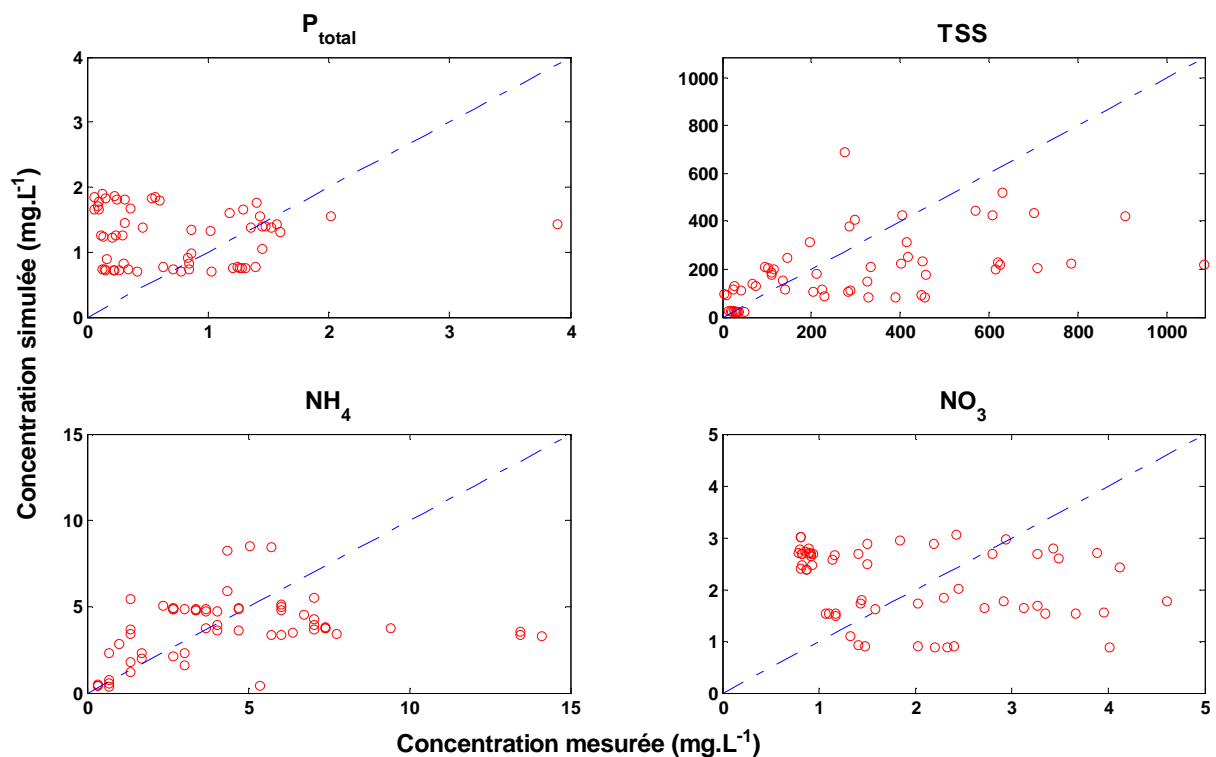 P_total
TSS
4
3
2
1
0
0 1 2 3 4
1000
800
600
400
200
0
0 200 400 600 800 1000
Concentration simulée (mg.L⁻¹)
NH₄
NO₃
15
10
5
0
0 5 10 15
5
4
3
2
1
0
0 1 2 3 4 5
Concentration mesurée (mg.L⁻¹)